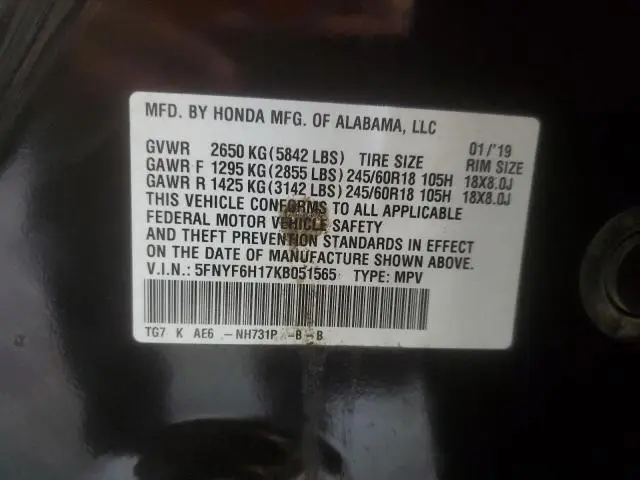 MFD. BY HONDA MFG. OF ALABAMA, LLC
GVWR 2650 KG(5842 LBS) TIRE SIZE 01/'19 RIM SIZE
GAWR F 1295 KG(2855 LBS)245/60R18 105H 18X8.0J
GAWR R 1425 KG(3142 LBS)245/60R18 105H 18X8.0J
THIS VEHICLE CONFORMS TO ALL APPLICABLE
FEDERAL MOTOR VEHICLE SAFETY
AND THEFT PREVENTION STANDARDS IN EFFECT
ON THE DATE OF MANUFACTURE SHOWN ABOVE.
V.I.N.: 5FNYF6H17KB051565 TYPE: MPV
TG7 K AE6 -NH731P -B -B